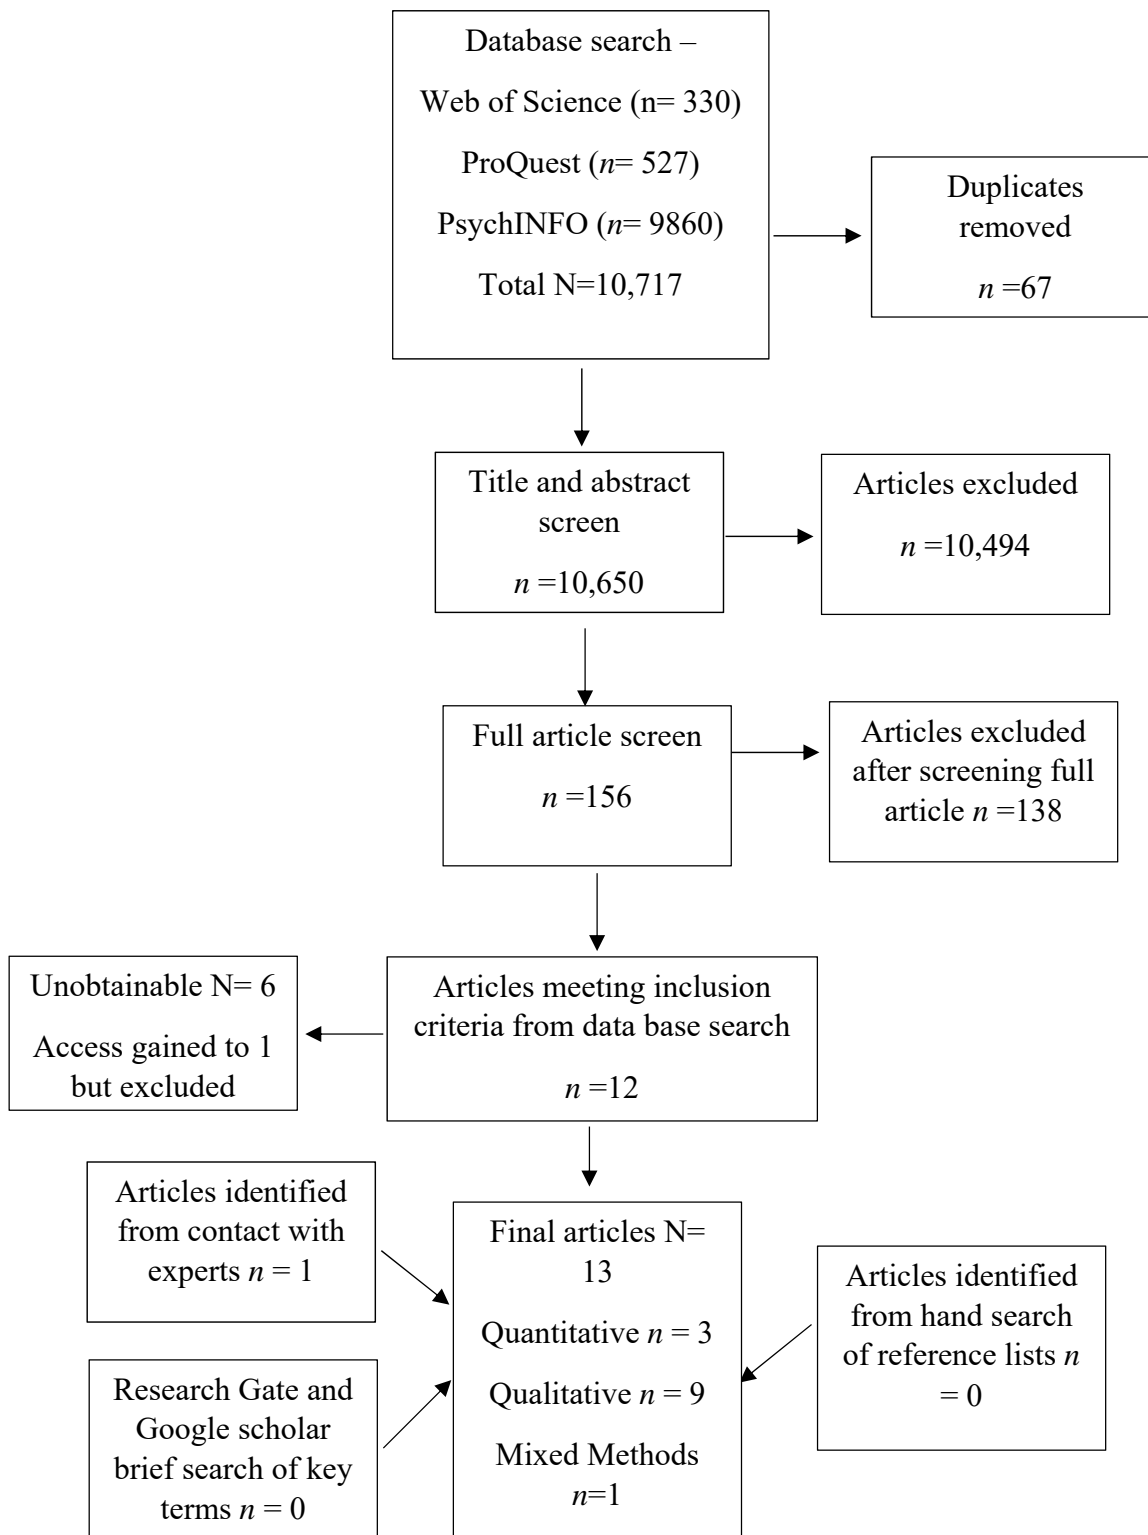 Database search –
Web of Science (n= 330)
ProQuest (n= 527)
PsychINFO (n= 9860)
Total N=10,717
Duplicates
removed
n =67
Title and abstract
screen
n =10,650
Articles excluded
n =10,494
Full article screen
n =156
Articles excluded
after screening full
article n =138
Unobtainable N= 6
Access gained to 1
but excluded
Articles meeting inclusion
criteria from data base search
n =12
Articles identified
from contact with
experts n = 1
Final articles N=
13
Quantitative n = 3
Qualitative n = 9
Mixed Methods
n=1
Articles identified
from hand search
of reference lists n
= 0
Research Gate and
Google scholar
brief search of key
terms n = 0